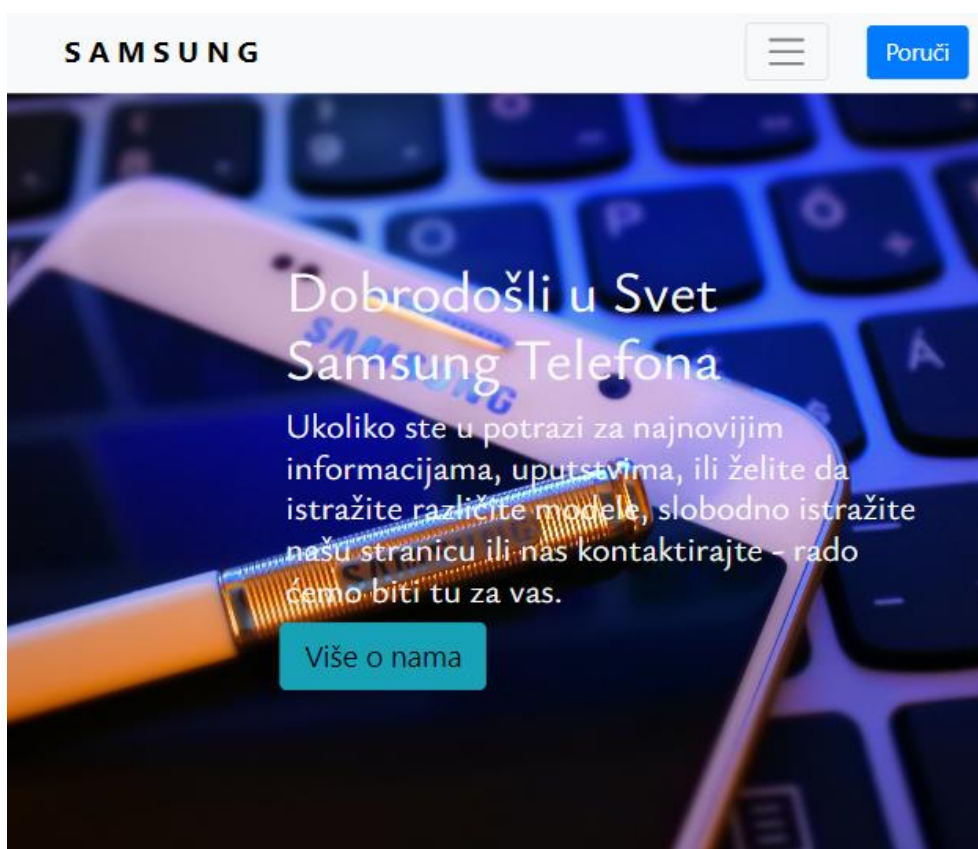 SAMSUNG
Poruči
Dobrodošli u Svet
Samsung Telefona
Ukoliko ste u potrazi za najnovijim
informacijama, uputstvima, ili želite da
istražite različite modele, slobodno istražite
našu stranicu ili nas kontaktirajte - rado
ćemo biti tu za vas.
Više o nama
SAMSUNG
O
P
Ó
Á